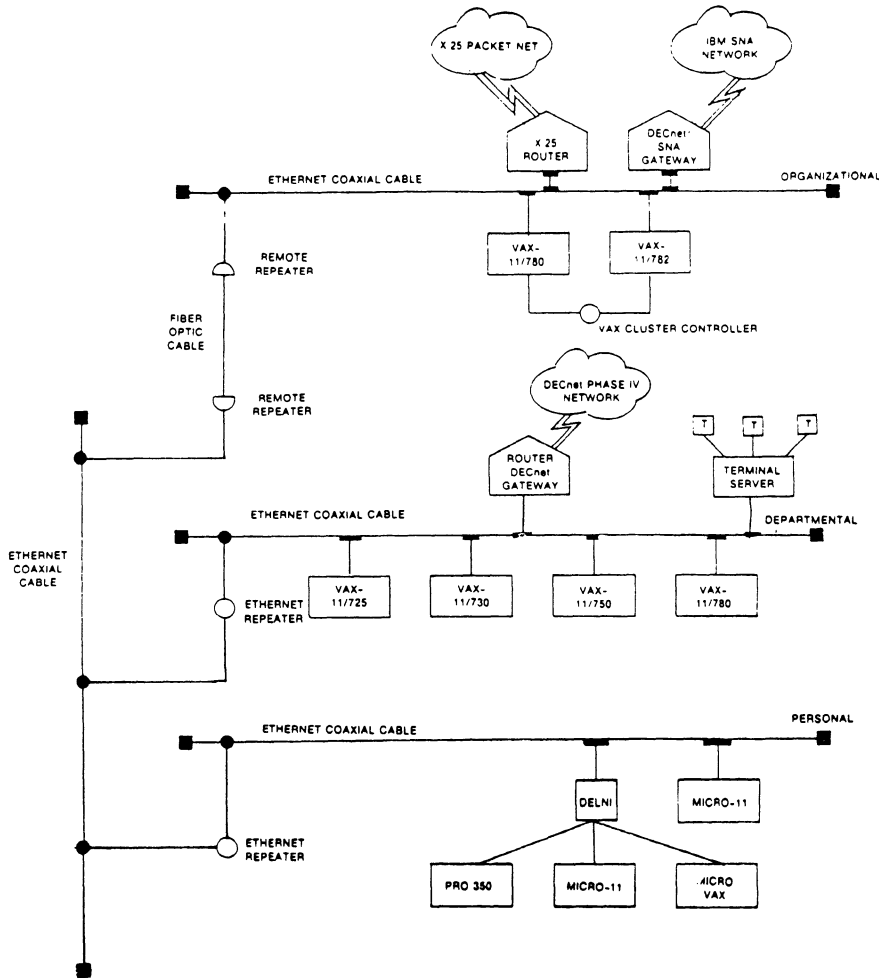 X 25 PACKET NET
IBM SNA
NETWORK
X 25
ROUTER
DECnet/
SNA
GATEWAY
ETHERNET COAXIAL CABLE
ORGANIZATIONAL
VAX-
11/780
VAX-
11/782
REMOTE
REPEATER
VAX CLUSTER CONTROLLER
FIBER
OPTIC
CABLE
REMOTE
REPEATER
DECnet PHASE IV
NETWORK
ROUTER
DECnet
GATEWAY
T
T
T
TERMINAL
SERVER
ETHERNET COAXIAL CABLE
DEPARTMENTAL
ETHERNET
COAXIAL
CABLE
VAX-
11/725
VAX-
11/730
VAX-
11/750
VAX-
11/780
ETHERNET
REPEATER
ETHERNET COAXIAL CABLE
PERSONAL
DELNI
MICRO-11
ETHERNET
REPEATER
PRO 350
MICRO-11
MICRO
VAX